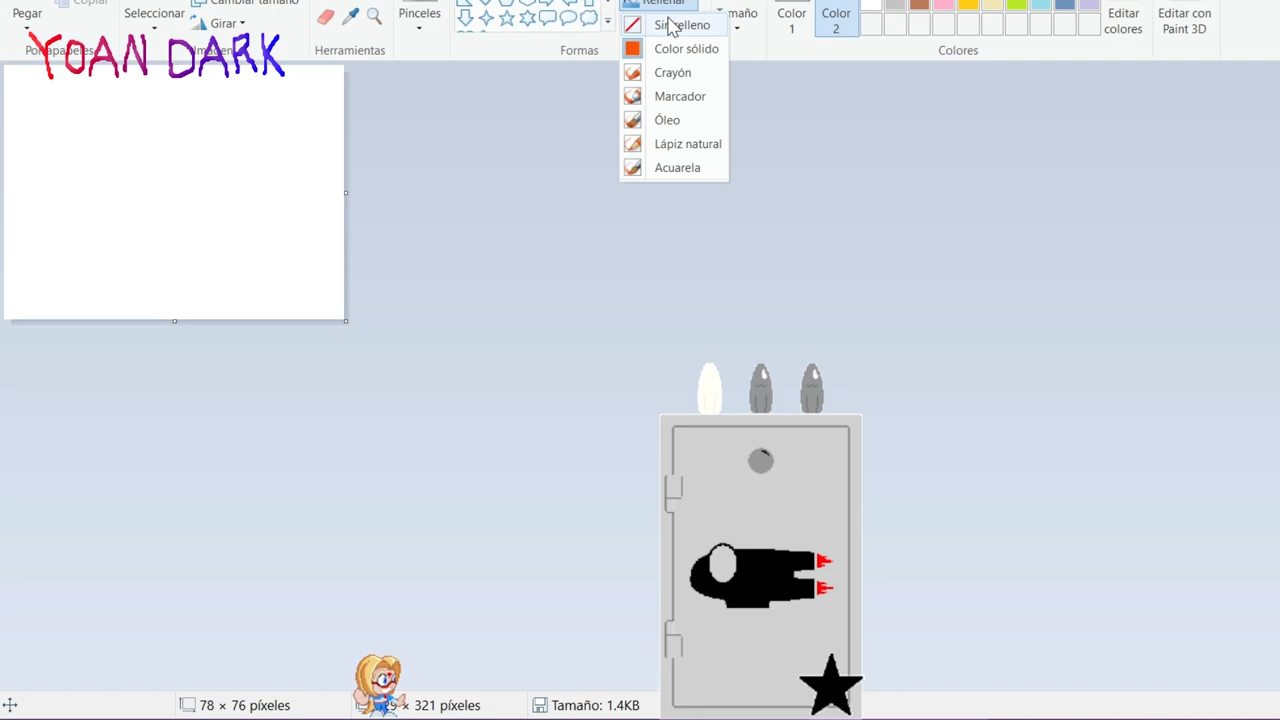 Pegar
Copiar
Seleccionar
Cambiar tamaño
Girar
Pinceles
Rellenar
Color 1
Color 2
Editar colores
Editar con Paint 3D
Portapapeles
Imagen
Herramientas
Formas
Colores
YOAN DARK
Sin relleno
Color sólido
Crayón
Marcador
Óleo
Lápiz natural
Acuarela
78 × 76 píxeles
× 321 píxeles
Tamaño: 1.4KB